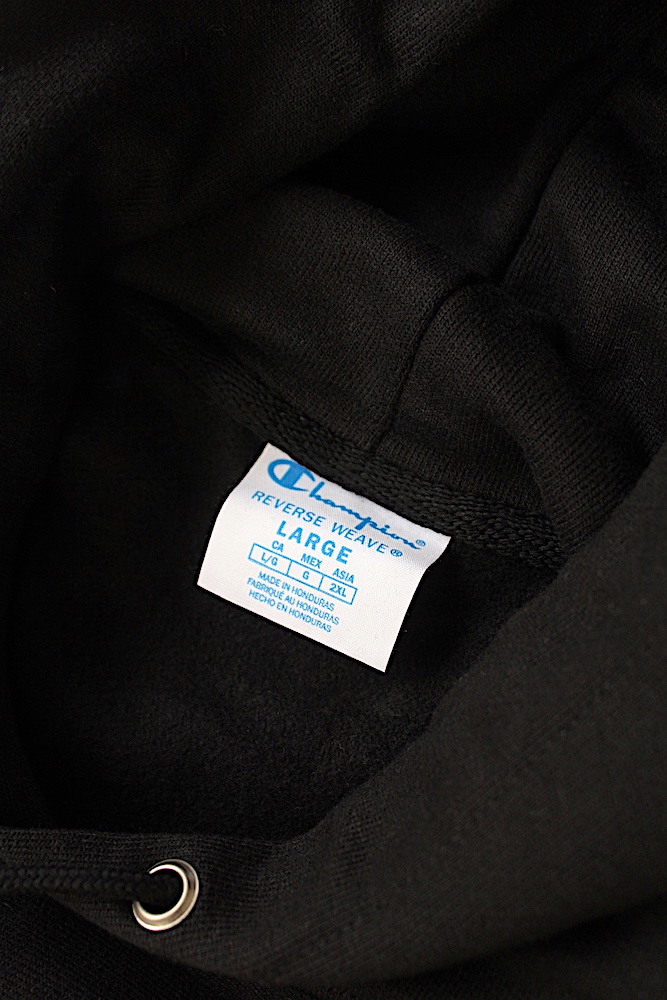 Champion®
REVERSE WEAVE®
LARGE
CA MEX ASIA
L/G G 2XL
MADE IN HONDURAS
FABRIQUÉ AU HONDURAS
HECHO EN HONDURAS